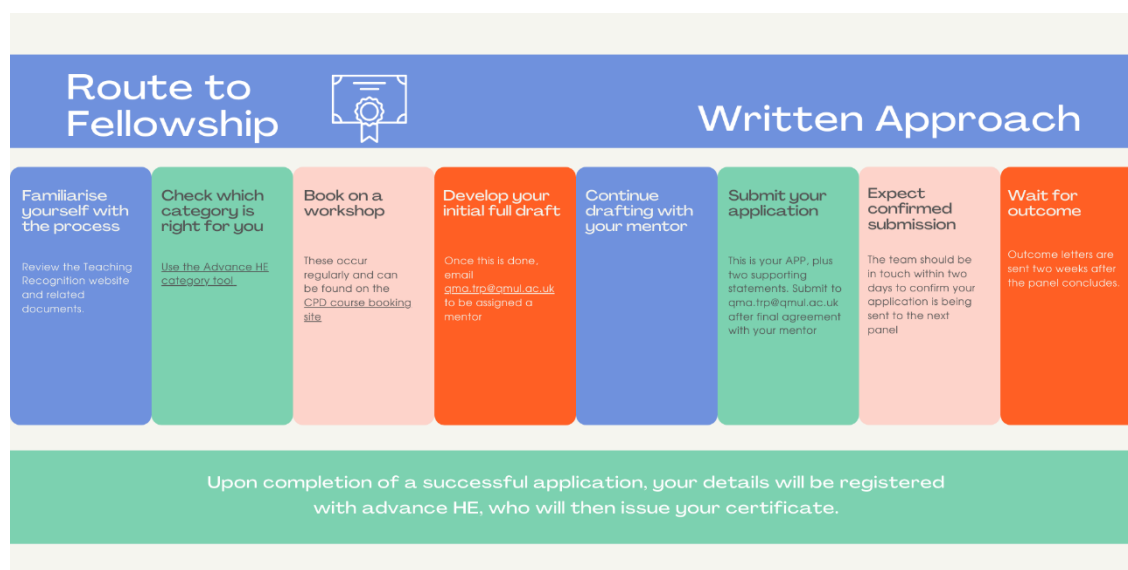 Route to
Fellowship
Written Approach
Familiarise
yourself with
the process
Review the Teaching
Recognition website
and related
documents.
Check which
category is
right for you
Use the Advance HE
category tool
Book on a
workshop
These occur
regularly and can
be found on the
CPD course booking
site
Develop your
initial full draft
Once this is done,
email
qma.trp@qmul.ac.uk
to be assigned a
mentor
Continue
drafting with
your mentor
Submit your
application
This is your APP, plus
two supporting
statements. Submit to
qma.trp@qmul.ac.uk
after final agreement
with your mentor
Expect
confirmed
submission
The team should be
in touch within two
days to confirm your
application is being
sent to the next
panel
Wait for
outcome
Outcome letters are
sent two weeks after
the panel concludes.
Upon completion of a successful application, your details will be registered
with advance HE, who will then issue your certificate.